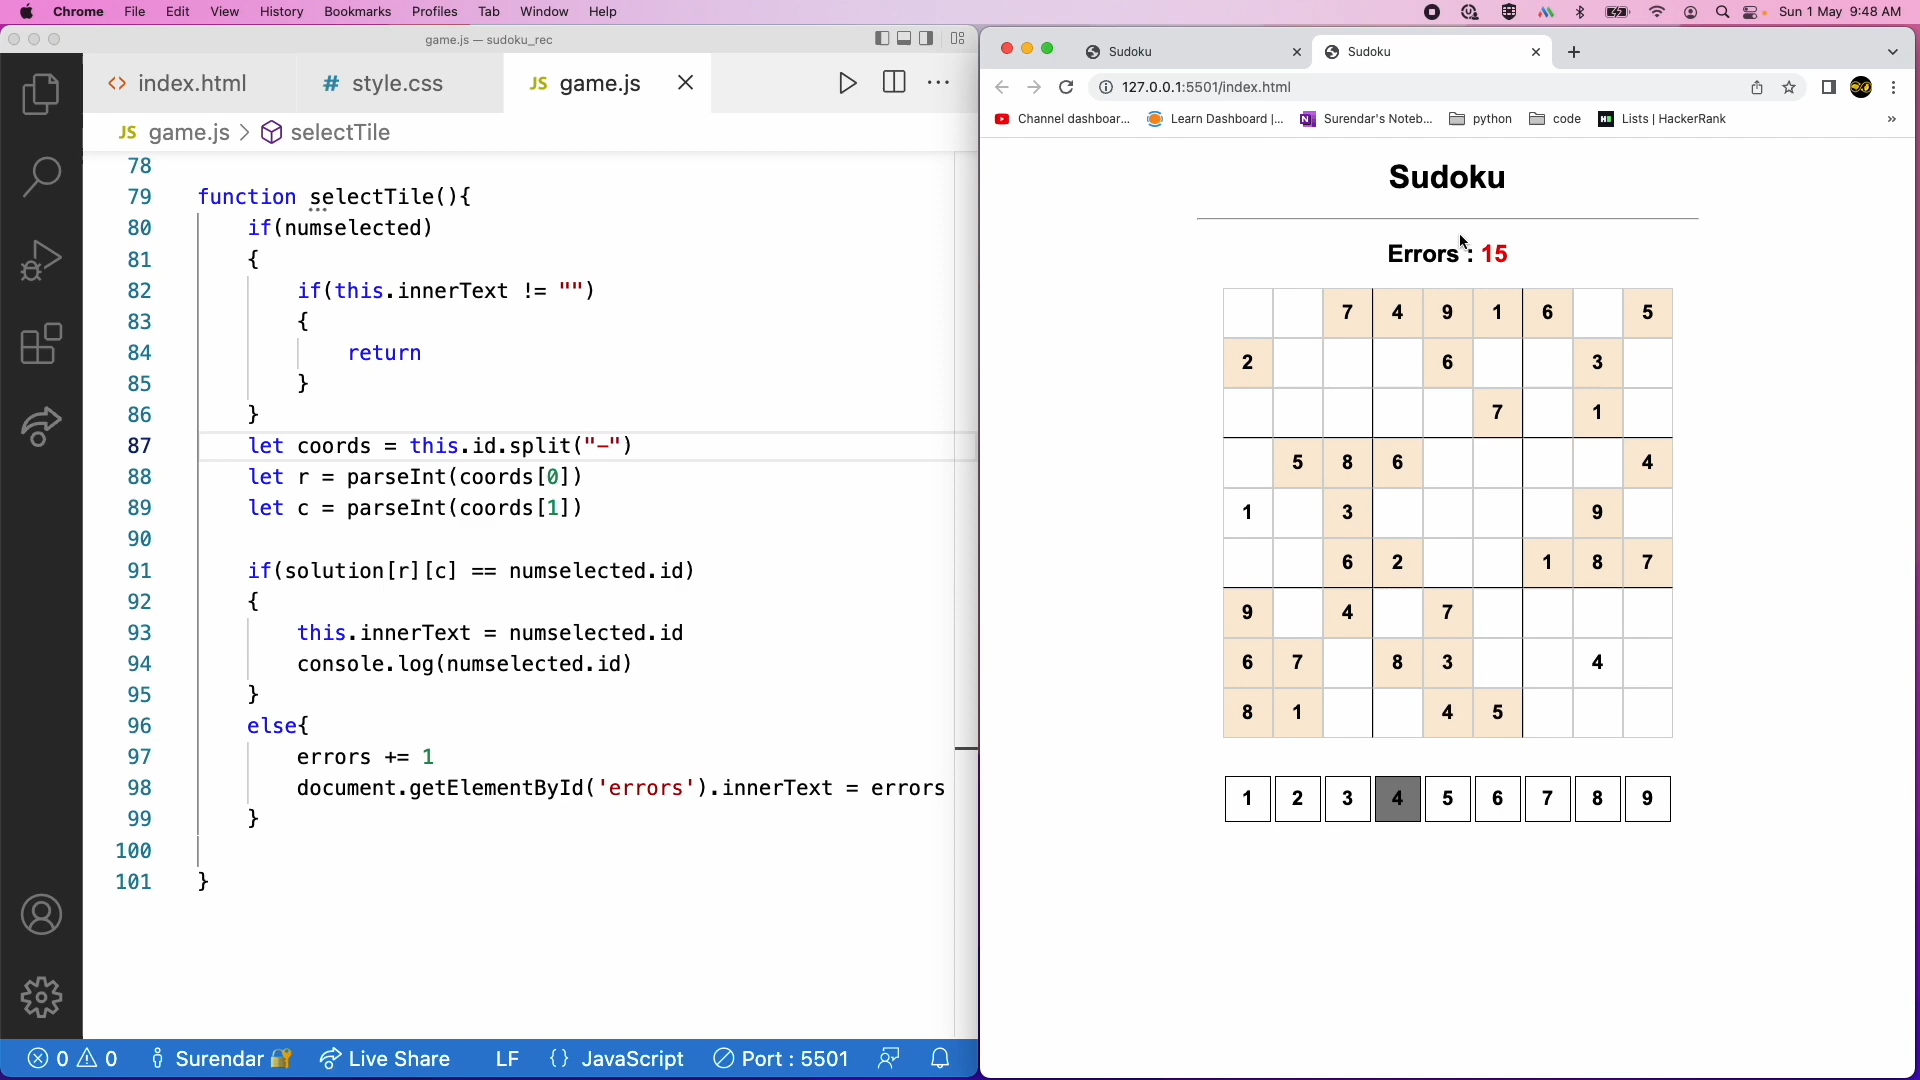 Chrome File Edit View History Bookmarks Profiles Tab Window Help Sun 1 May 9:48 AM
game.js — sudoku_rec
<> index.html # style.css JS game.js
JS game.js > selectTile
78
79 function selectTile(){
80 if(numselected)
81 {
82 if(this.innerText != "")
83 {
84 return
85 }
86 }
87 let coords = this.id.split("-")
88 let r = parseInt(coords[0])
89 let c = parseInt(coords[1])
90
91 if(solution[r][c] == numselected.id)
92 {
93 this.innerText = numselected.id
94 console.log(numselected.id)
95 }
96 else{
97 errors += 1
98 document.getElementById('errors').innerText = errors
99 }
100
101 }
0 0 Surendar Live Share LF {} JavaScript Port : 5501
Sudoku Sudoku
127.0.0.1:5501/index.html
Channel dashboar... Learn Dashboard |... N Surendar's Noteb... python code H Lists | HackerRank »
Sudoku
Errors : 15
7 4 9 1 6 5
2 6 3
7 1
5 8 6 4
1 3 9
6 2 1 8 7
9 4 7
6 7 8 3 4
8 1 4 5
1 2 3 4 5 6 7 8 9